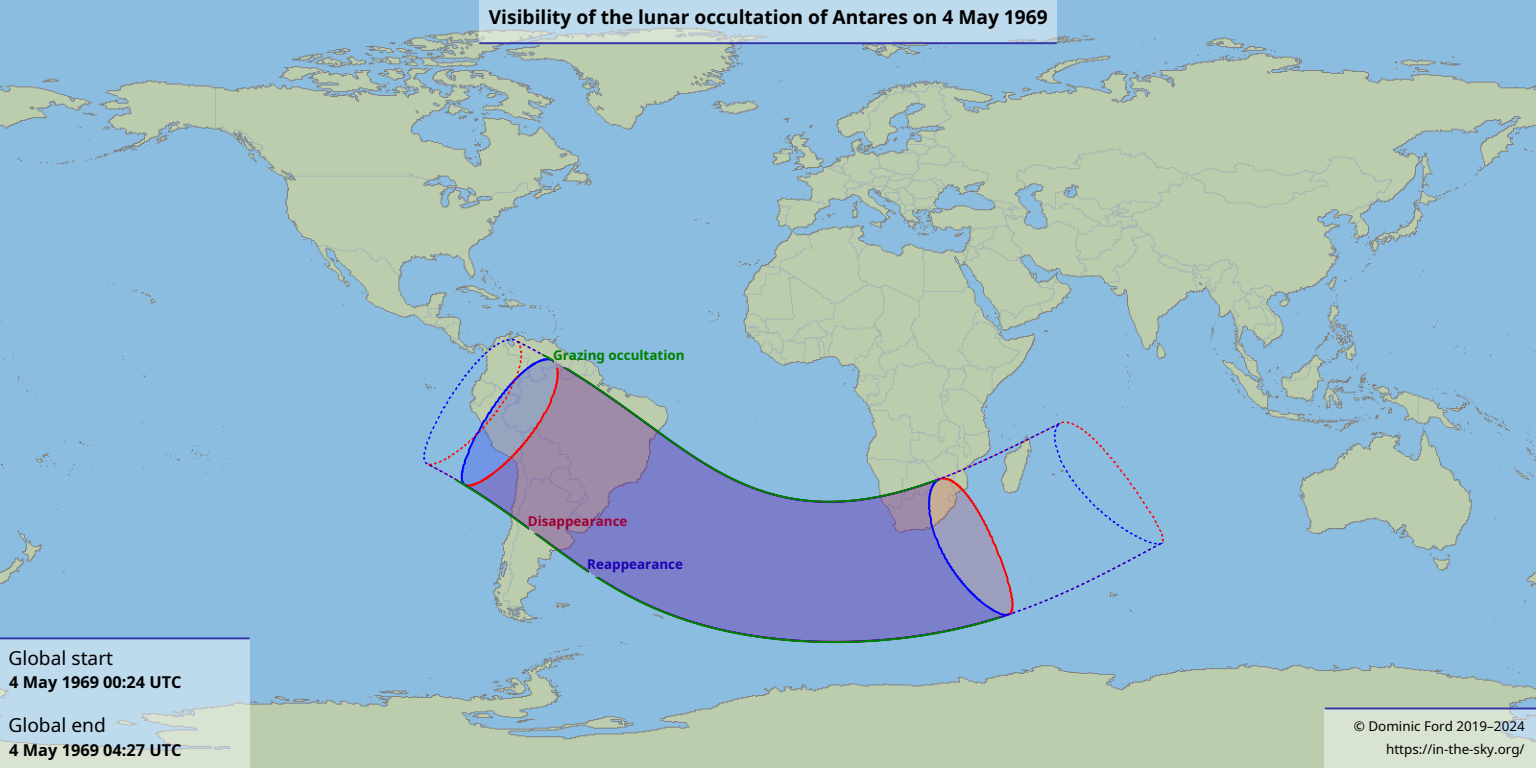 Visibility of the lunar occultation of Antares on 4 May 1969
Grazing occultation
Disappearance
Reappearance
Global start
4 May 1969 00:24 UTC
Global end
4 May 1969 04:27 UTC
© Dominic Ford 2019–2024
https://in-the-sky.org/